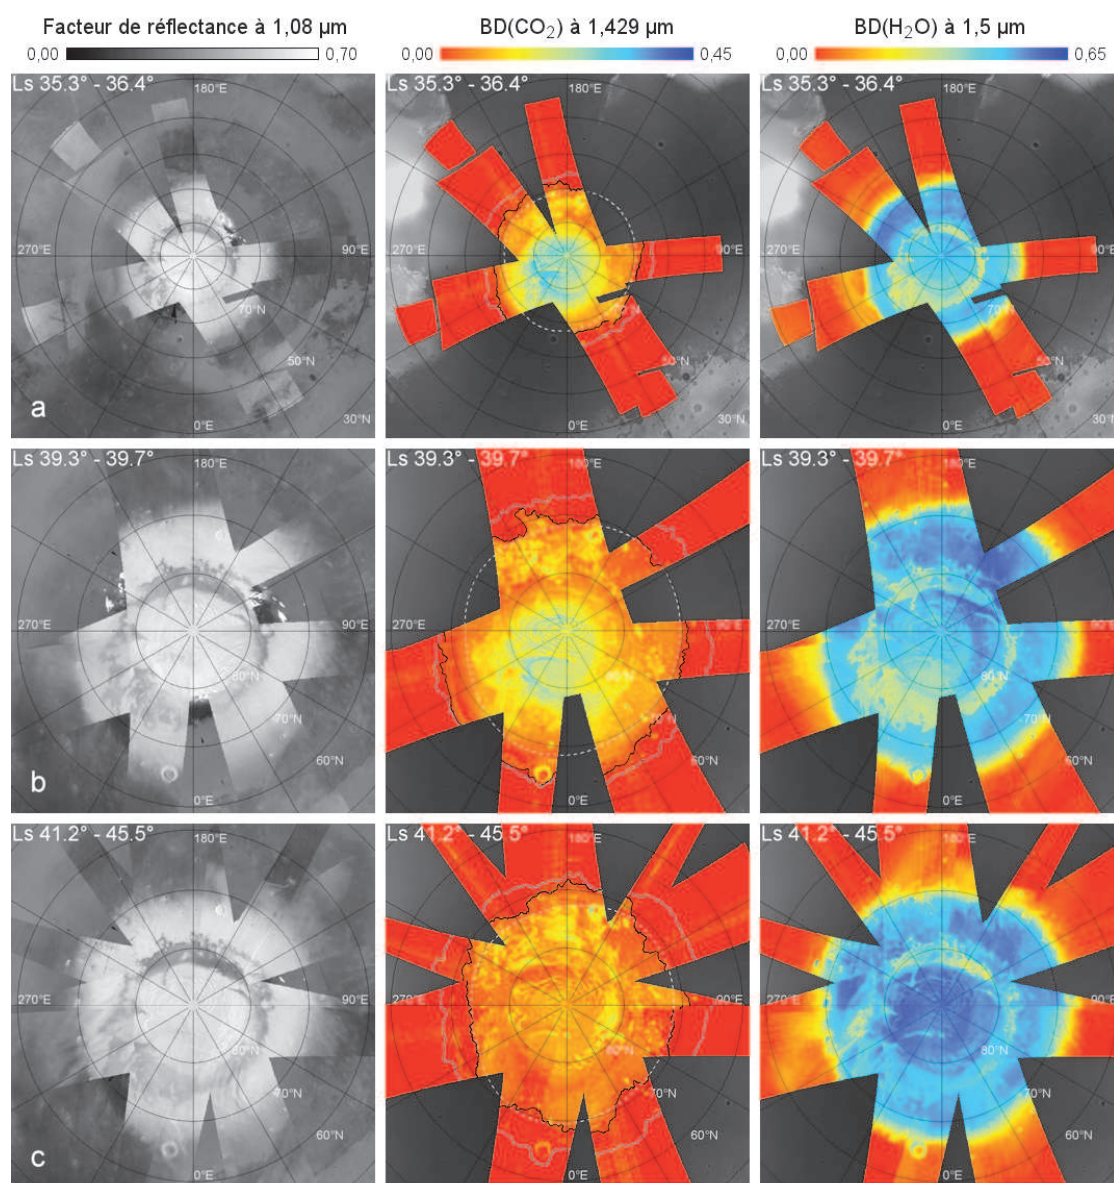 Facteur de réflectance à 1,08 µm
BD(CO₂) à 1,429 µm
BD(H₂O) à 1,5 µm
0,00 0,70
0,00 0,45
0,00 0,65
Ls 35.3° - 36.4°
180°E
270°E
90°E
70°N
50°N
30°N
0°E
a
Ls 35.3° - 36.4°
180°E
270°E
90°E
70°N
50°N
30°N
0°E
Ls 35.3° - 36.4°
180°E
270°E
90°E
70°N
50°N
30°N
0°E
Ls 39.3° - 39.7°
180°E
270°E
90°E
80°N
70°N
60°N
0°E
b
Ls 39.3° - 39.7°
180°E
270°E
90°E
80°N
70°N
60°N
0°E
Ls 39.3° - 39.7°
180°E
270°E
90°E
80°N
70°N
60°N
0°E
Ls 41.2° - 45.5°
180°E
270°E
90°E
80°N
70°N
60°N
0°E
c
Ls 41.2° - 45.5°
180°E
270°E
90°E
80°N
70°N
60°N
0°E
Ls 41.2° - 45.5°
180°E
270°E
90°E
80°N
70°N
60°N
0°E